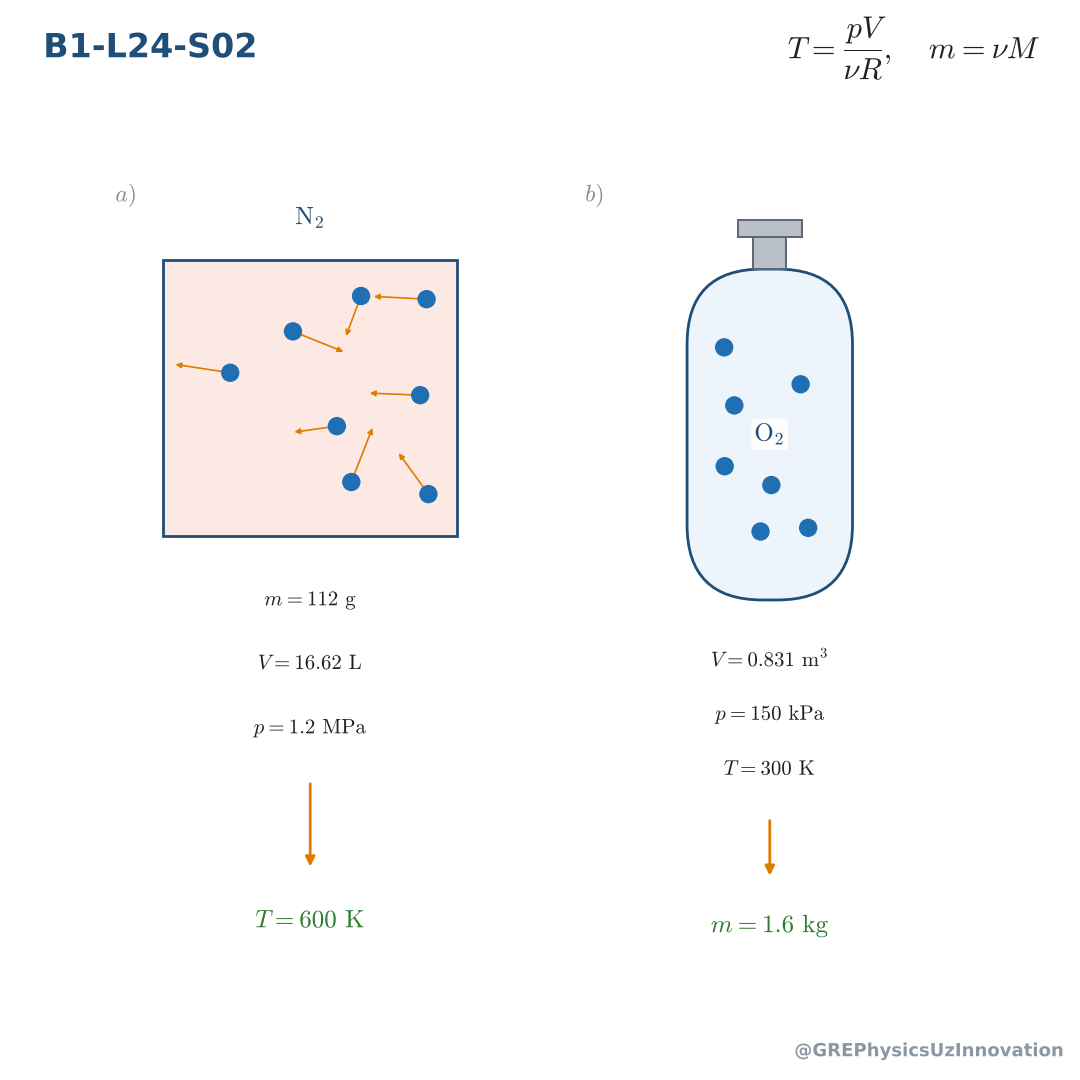 B1-L24-S02
T = pV/νR, m = νM
a)
N₂
m = 112 g
V = 16.62 L
p = 1.2 MPa
T = 600 K
b)
O₂
V = 0.831 m³
p = 150 kPa
T = 300 K
m = 1.6 kg
@GREPhysicsUzInnovation